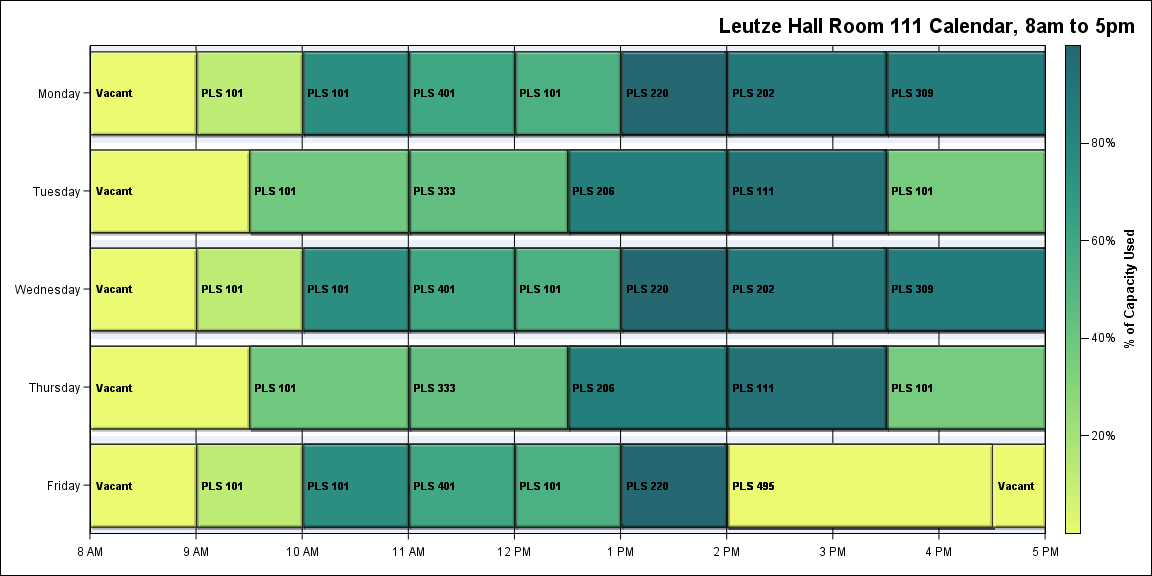 Leutze Hall Room 111 Calendar, 8am to 5pm
Monday
Vacant
PLS 101
PLS 101
PLS 401
PLS 101
PLS 220
PLS 202
PLS 309
Tuesday
Vacant
PLS 101
PLS 333
PLS 206
PLS 111
PLS 101
Wednesday
Vacant
PLS 101
PLS 101
PLS 401
PLS 101
PLS 220
PLS 202
PLS 309
Thursday
Vacant
PLS 101
PLS 333
PLS 206
PLS 111
PLS 101
Friday
Vacant
PLS 101
PLS 101
PLS 401
PLS 101
PLS 220
PLS 495
Vacant
8 AM
9 AM
10 AM
11 AM
12 PM
1 PM
2 PM
3 PM
4 PM
5 PM
80%
60%
40%
20%
% of Capacity Used